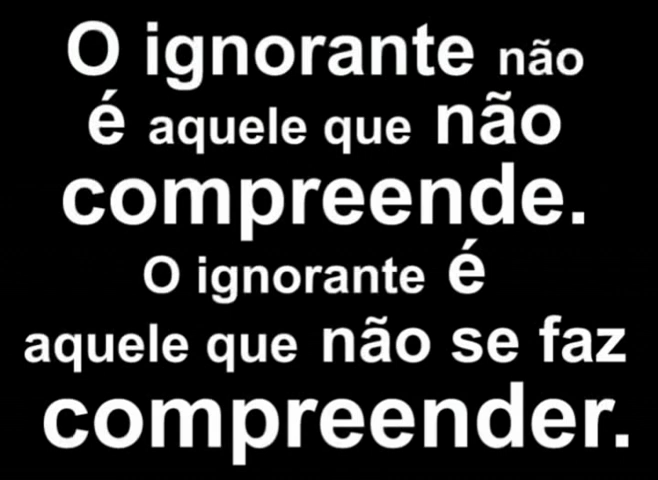 O ignorante não
é aquele que não
compreende.
O ignorante é
aquele que não se faz
compreender.